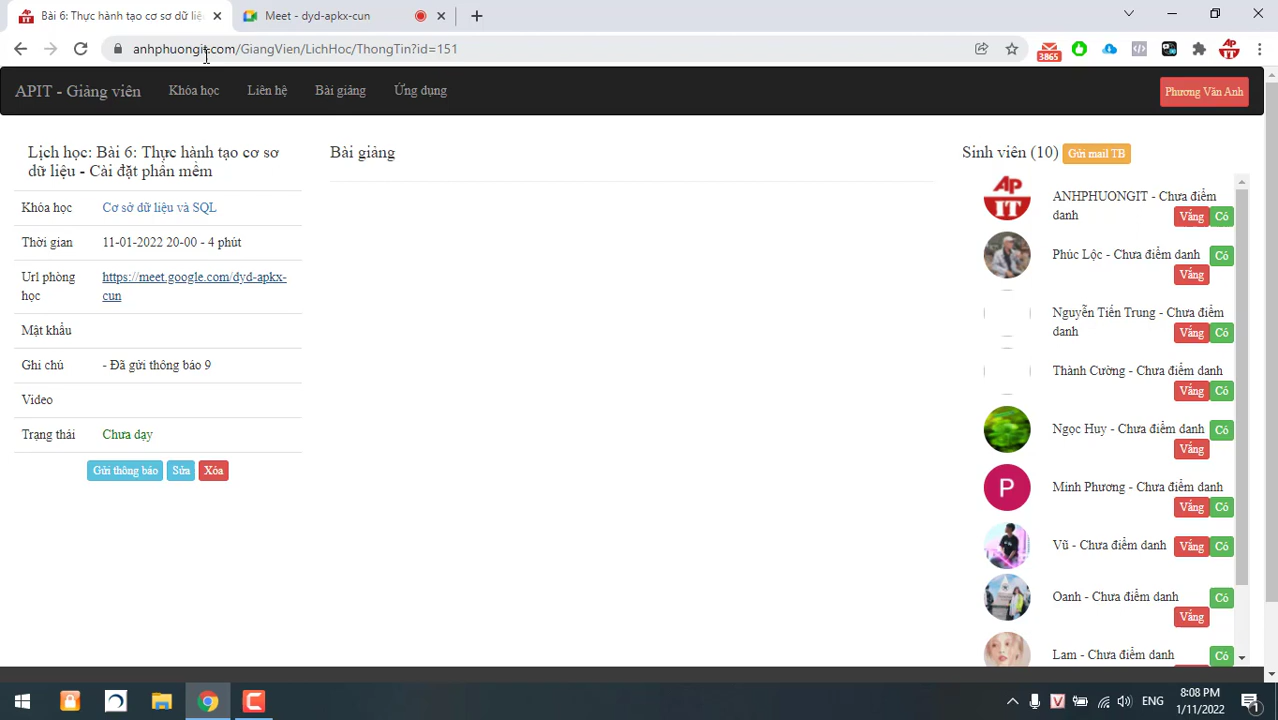 Bài 6: Thực hành tạo cơ sơ dữ liệ
Meet - dyd-apkx-cun
anhphuongit.com/GiangVien/LichHoc/ThongTin?id=151
3865
AP
IT
APIT - Giảng viên
Khóa học
Liên hệ
Bài giảng
Ứng dụng
Phương Văn Anh
Lịch học: Bài 6: Thực hành tạo cơ sơ
dữ liệu - Cài đặt phần mềm
Khóa học
Cơ sở dữ liệu và SQL
Thời gian
11-01-2022 20-00 - 4 phút
Url phòng
học
https://meet.google.com/dyd-apkx-
cun
Mật khẩu
Ghi chú
- Đã gửi thông báo 9
Video
Trạng thái
Chưa dạy
Gửi thông báo
Sửa
Xóa
Bài giảng
Sinh viên (10)
Gửi mail TB
AP
IT
ANHPHUONGIT - Chưa điểm
danh
Vắng
Có
Phúc Lộc - Chưa điểm danh
Có
Vắng
Nguyễn Tiến Trung - Chưa điểm
danh
Vắng
Có
Thành Cường - Chưa điểm danh
Vắng
Có
Ngọc Huy - Chưa điểm danh
Có
Vắng
P
Minh Phương - Chưa điểm danh
Vắng
Có
Vũ - Chưa điểm danh
Vắng
Có
Oanh - Chưa điểm danh
Có
Vắng
Lam - Chưa điểm danh
Có
ENG
8:08 PM
1/11/2022
1